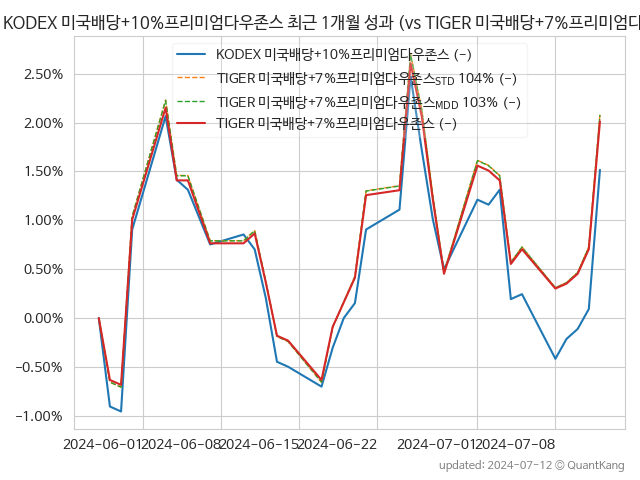 KODEX 미국배당+10%프리미엄다우존스 최근 1개월 성과 (vs TIGER 미국배당+7%프리미엄다
KODEX 미국배당+10%프리미엄다우존스 (-)
TIGER 미국배당+7%프리미엄다우존스STD 104% (-)
TIGER 미국배당+7%프리미엄다우존스MDD 103% (-)
TIGER 미국배당+7%프리미엄다우존스 (-)
2.50%
2.00%
1.50%
1.00%
0.50%
0.00%
-0.50%
-1.00%
2024-06-01
2024-06-08
2024-06-15
2024-06-22
2024-07-01
2024-07-08
updated: 2024-07-12 © QuantKang